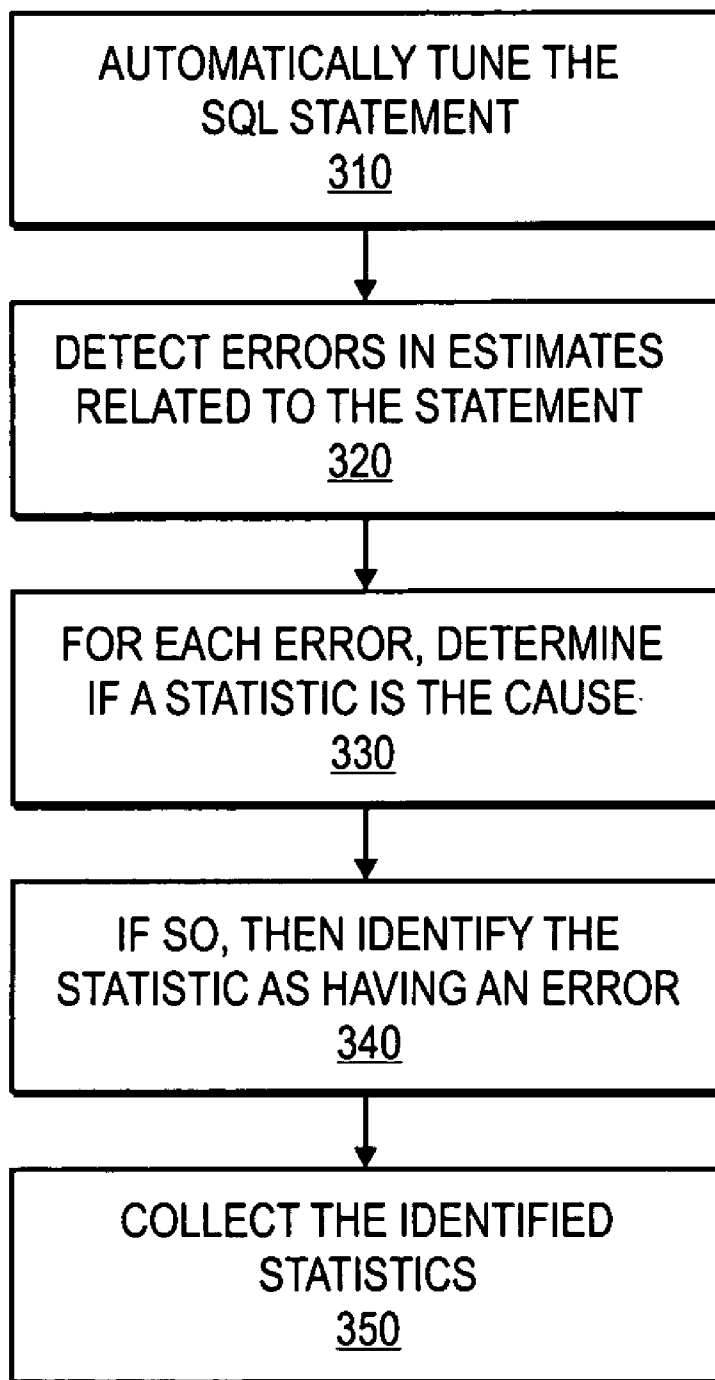 AUTOMATICALLY TUNE THE
SQL STATEMENT
310
DETECT ERRORS IN ESTIMATES
RELATED TO THE STATEMENT
320
FOR EACH ERROR, DETERMINE
IF A STATISTIC IS THE CAUSE
330
IF SO, THEN IDENTIFY THE
STATISTIC AS HAVING AN ERROR
340
COLLECT THE IDENTIFIED
STATISTICS
350